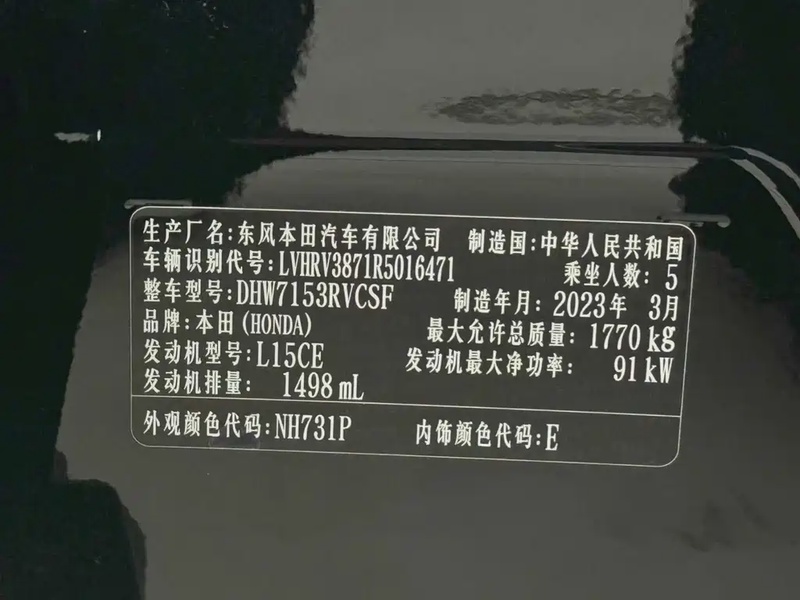 生产厂名:东风本田汽车有限公司 制造国:中华人民共和国
车辆识别代号:LVHRV3871R5016471 乘坐人数: 5
整车型号:DHW7153RVCSF 制造年月: 2023年 3月
品牌:本田(HONDA) 最大允许总质量: 1770 kg
发动机型号:L15CE 发动机最大净功率: 91 kW
发动机排量: 1498 mL
外观颜色代码:NH731P 内饰颜色代码:E